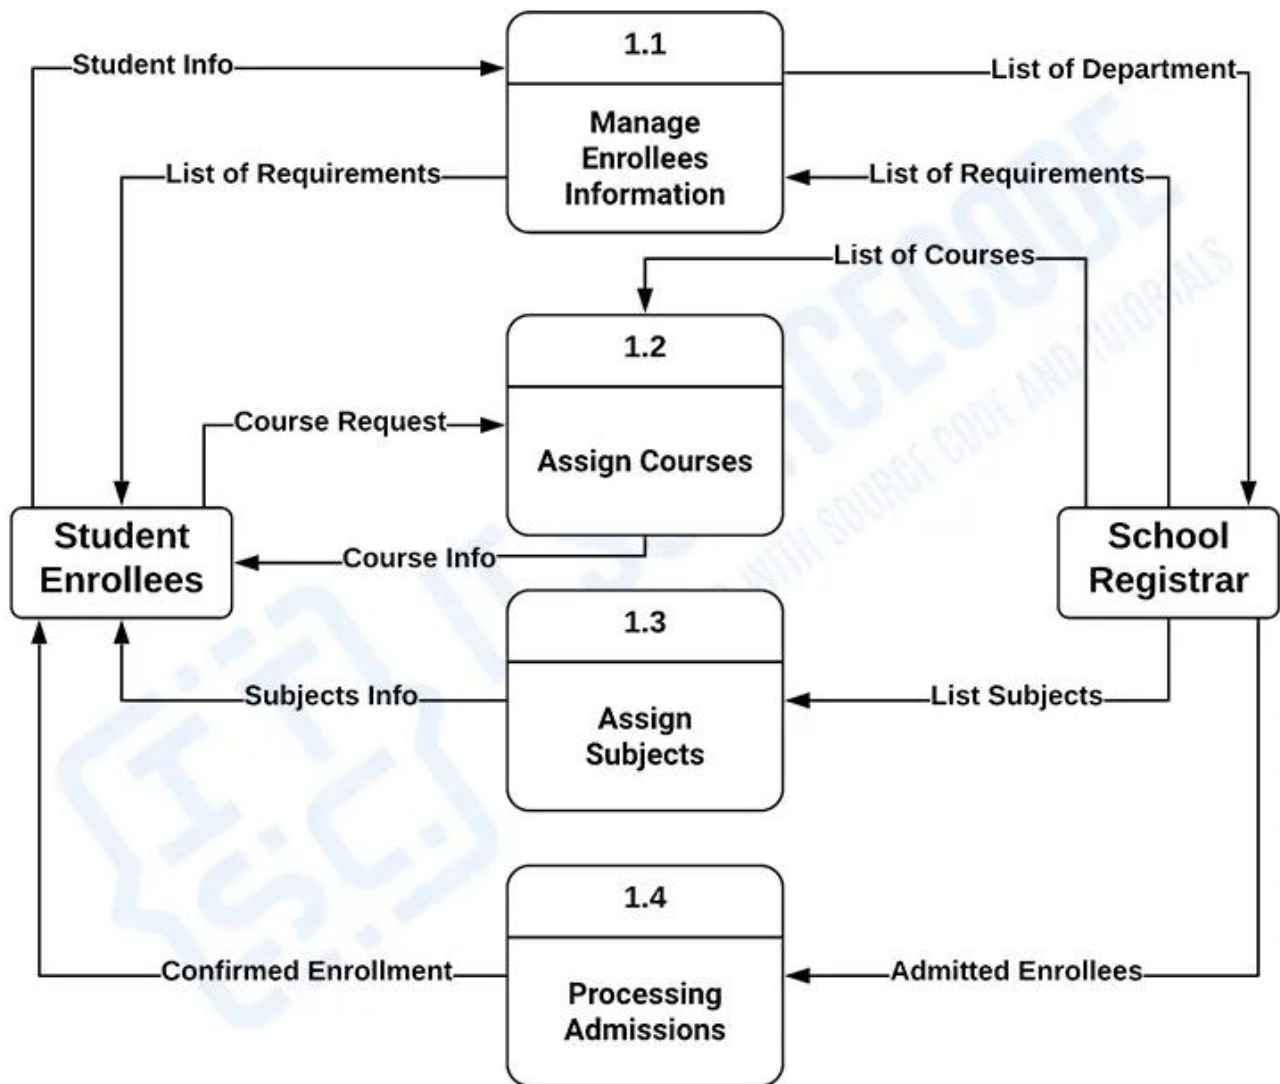 1.1
Student Info
List of Department
Manage
Enrollees
Information
List of Requirements
List of Requirements
List of Courses
1.2
Course Request
Assign Courses
Student
Enrollees
School
Registrar
Course Info
1.3
Subjects Info
List Subjects
Assign
Subjects
1.4
Confirmed Enrollment
Admitted Enrollees
Processing
Admissions